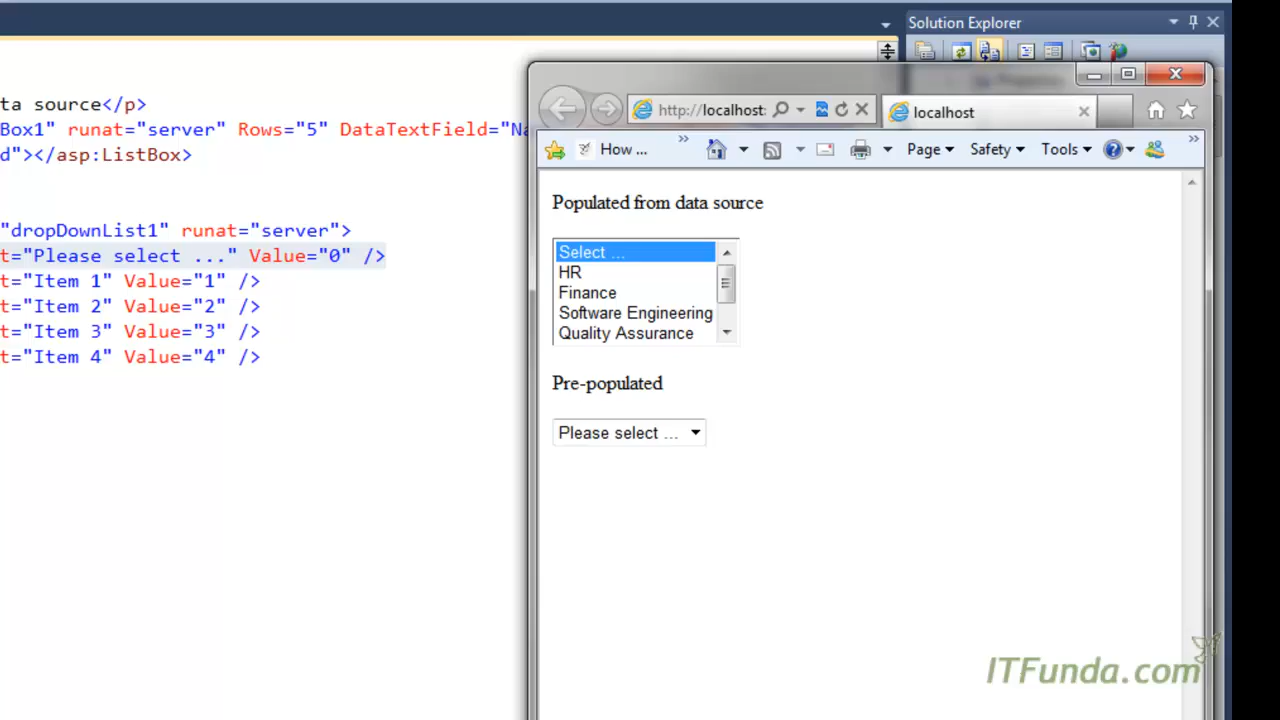 Solution Explorer
ta source</p>
Box1" runat="server" Rows="5" DataTextField="Na
d"></asp:ListBox>
"dropDownList1" runat="server">
t="Please select ..." Value="0" />
t="Item 1" Value="1" />
t="Item 2" Value="2" />
t="Item 3" Value="3" />
t="Item 4" Value="4" />
http://localhost:
localhost
How ...
Page
Safety
Tools
Populated from data source
Select ...
HR
Finance
Software Engineering
Quality Assurance
Pre-populated
Please select ...
ITFunda.com